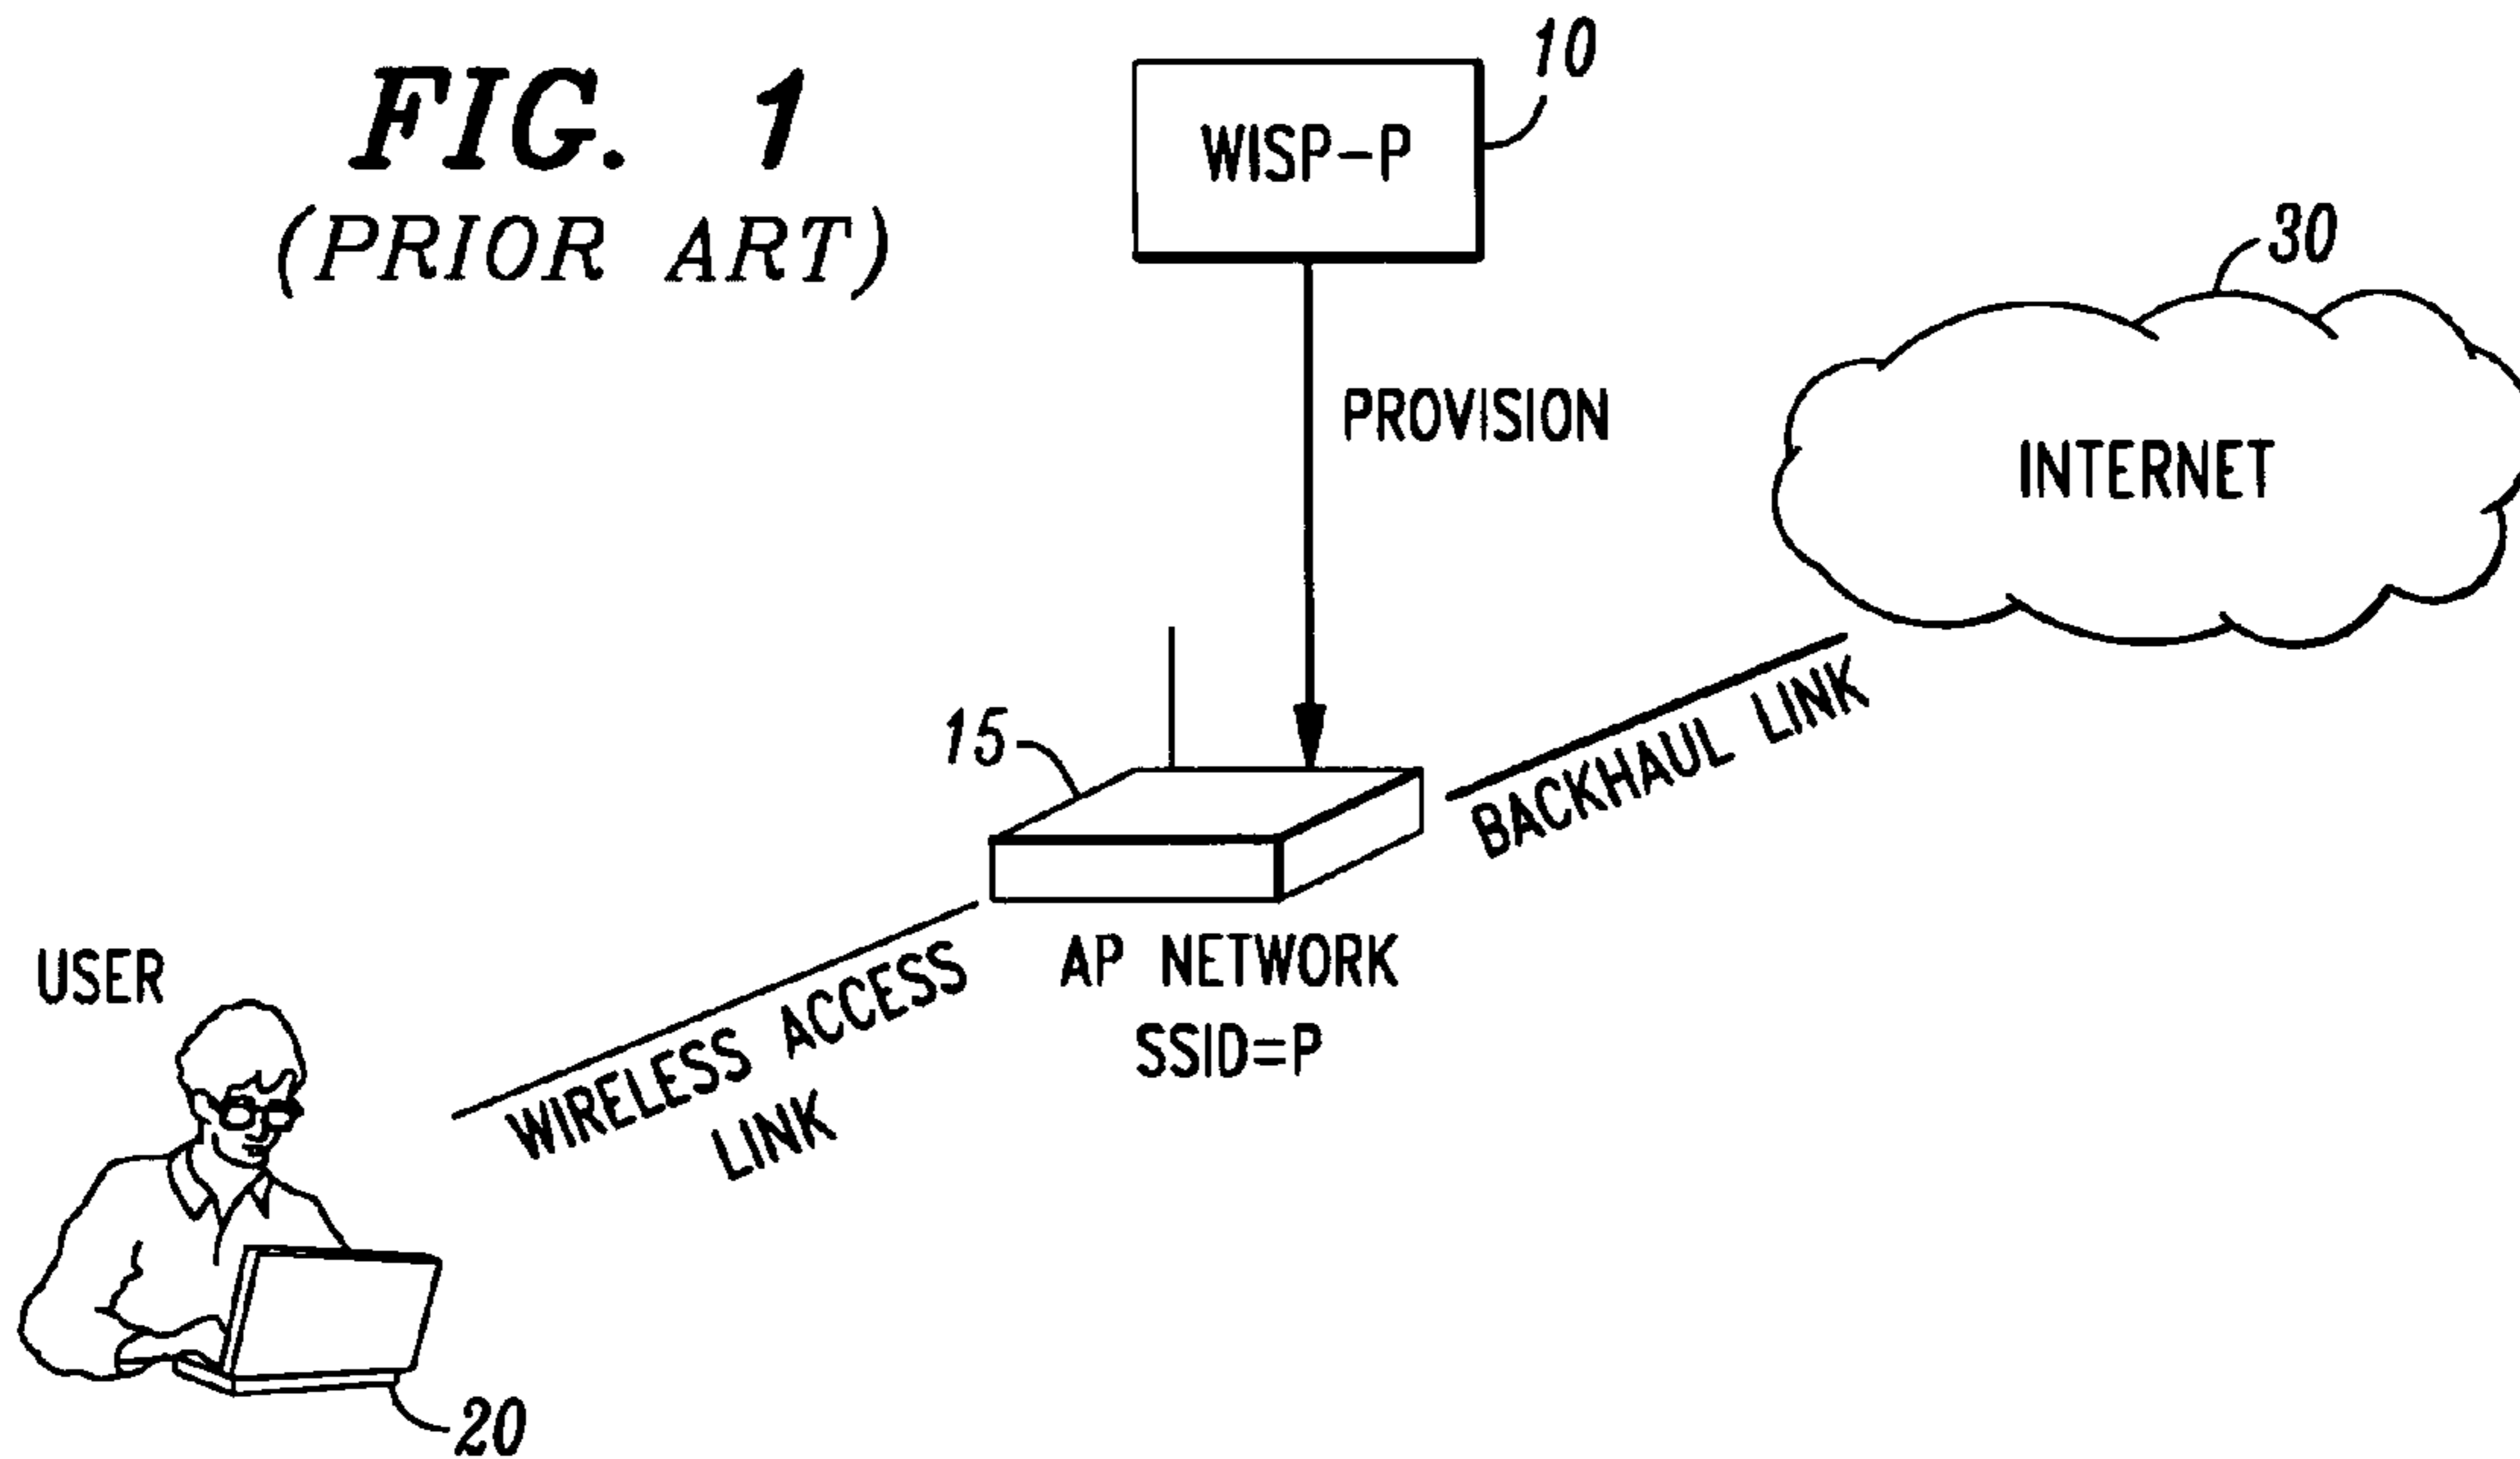 FIG. 1
(PRIOR ART)
10
WISP-P
30
PROVISION
INTERNET
15
BACKHAUL LINK
AP NETWORK
SSID=P
USER
WIRELESS ACCESS
LINK
20